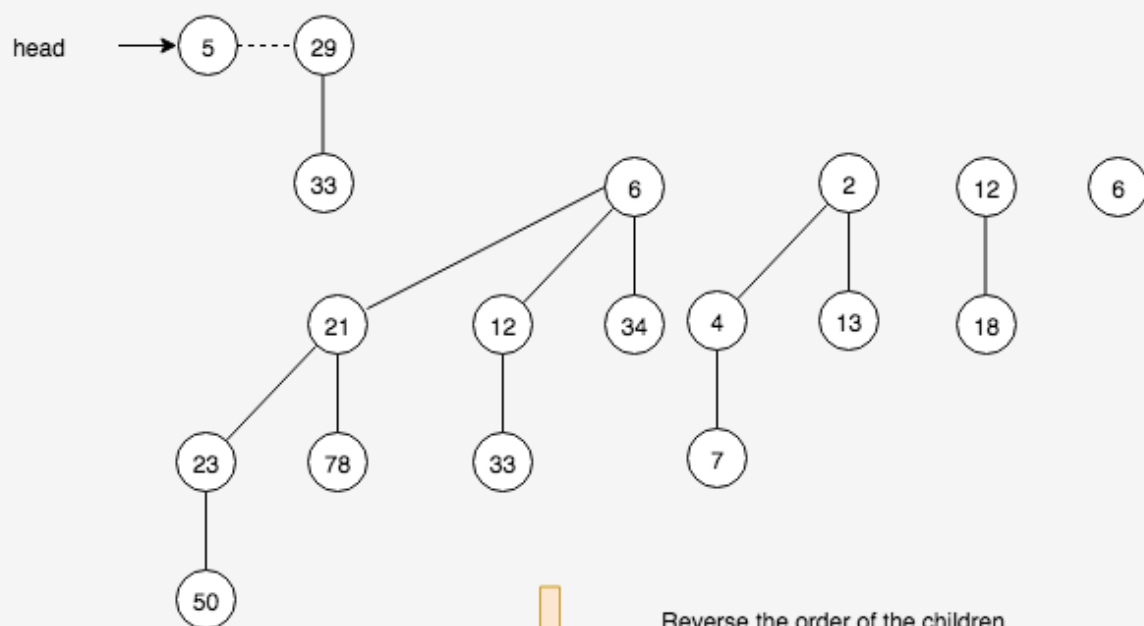 head 5 29
33 6 2 12 6
21 12 34 4 13 18
23 78 33 7
50
Reverse the order of the children